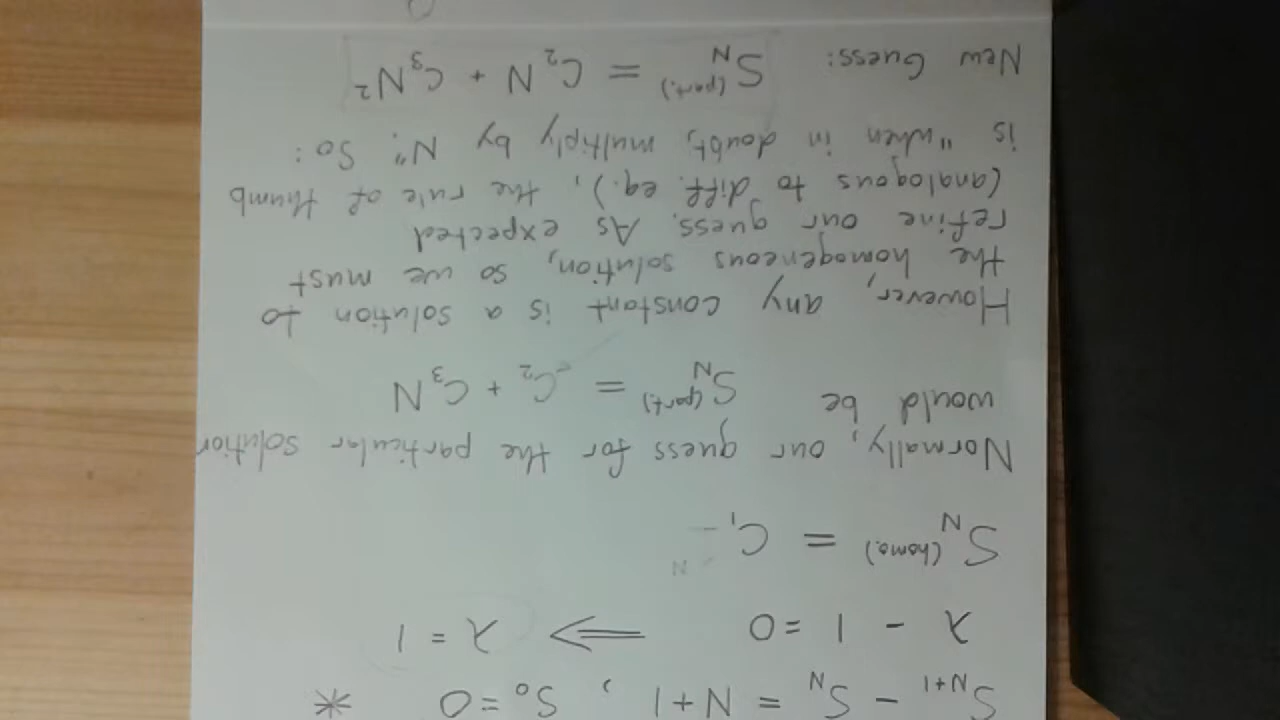 S_{N+1} - S_N = N+1 , S_0 = 0 *
λ - 1 = 0 ⟹ λ = 1
S_N^{(homo.)} = C_1
Normally, our guess for the particular solution
would be S_N^{(part.)} = C_2 + C_3 N
However, any constant is a solution to
the homogeneous solution, so we must
refine our guess. As expected
(analogous to diff. eq.), the rule of thumb
is "when in doubt, multiply by N". So:
New Guess: S_N^{(part.)} = C_2 N + C_3 N^2